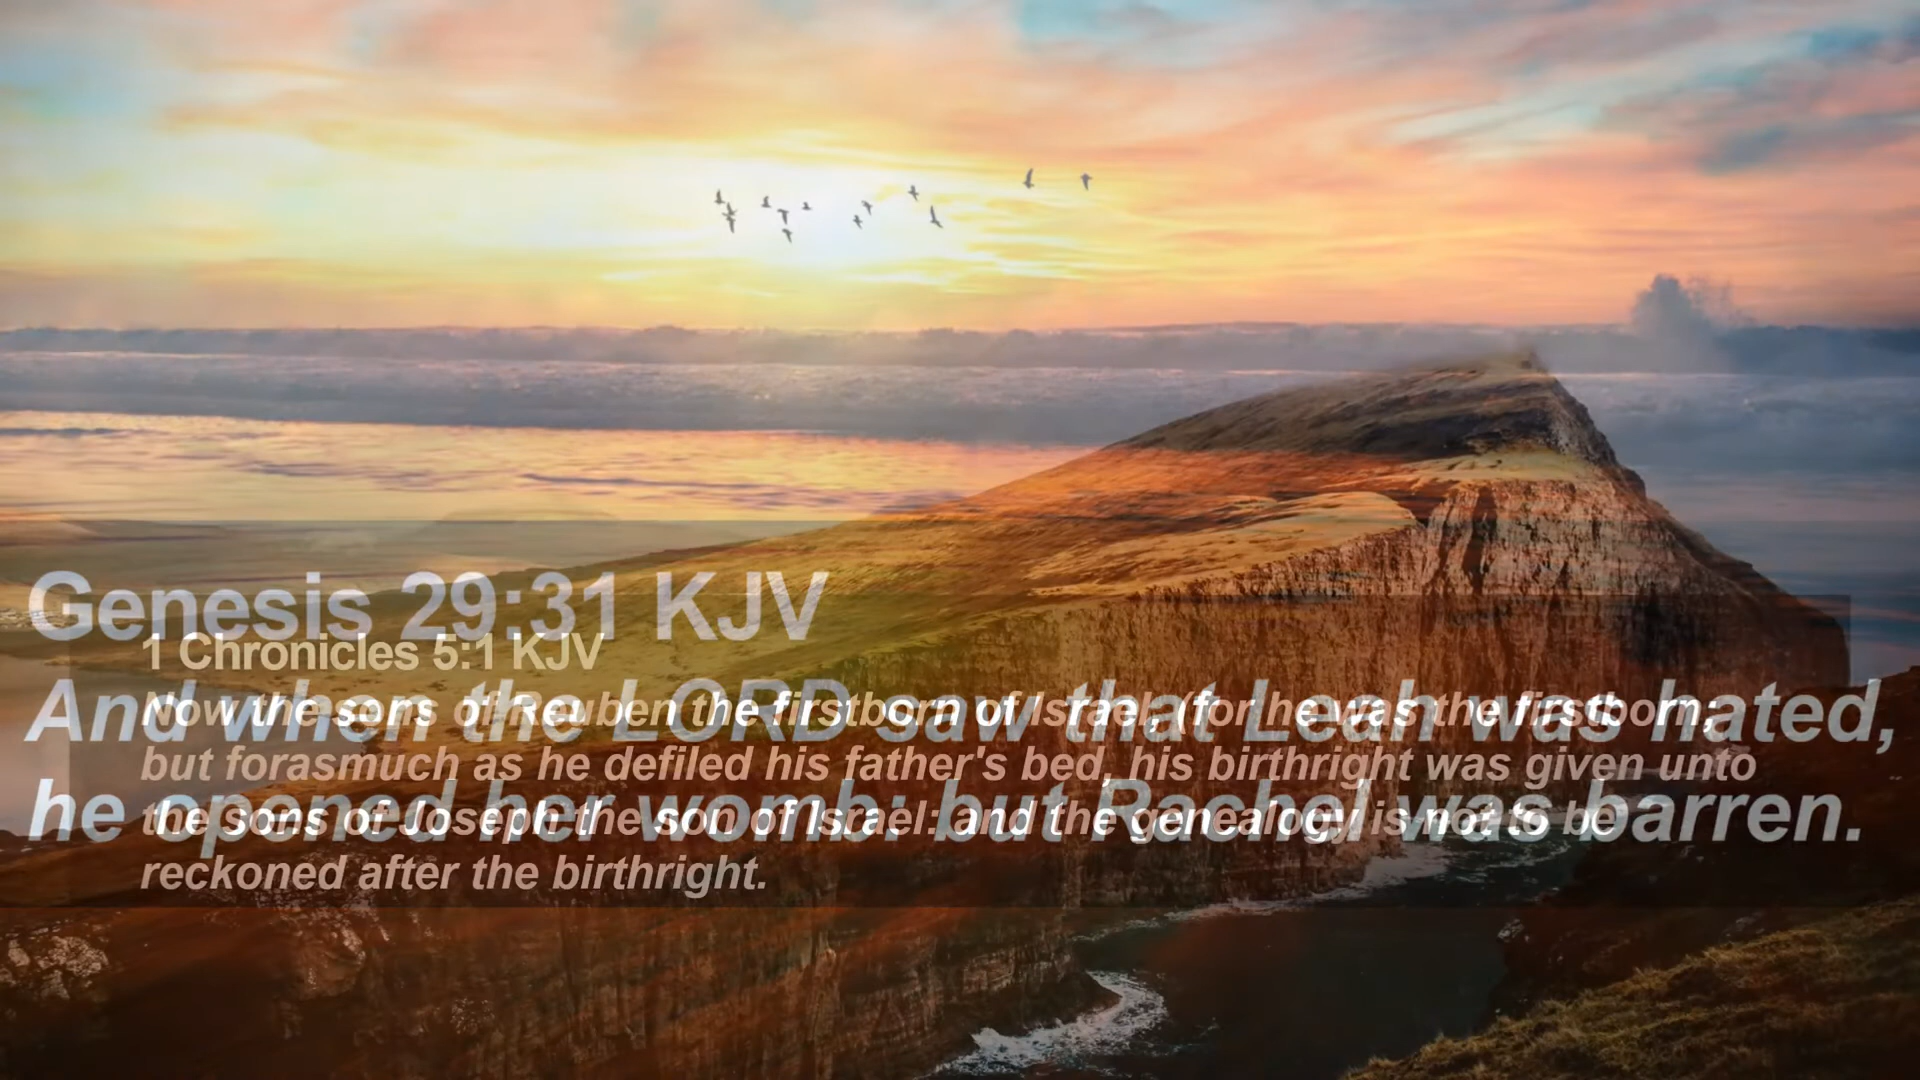 Genesis 29:31 KJV
And when the LORD saw that Leah was hated,
he opened her womb: but Rachel was barren.
1 Chronicles 5:1 KJV
Now the sons of Reuben the firstborn of Israel, (for he was the firstborn;
but forasmuch as he defiled his father's bed, his birthright was given unto
the sons of Joseph the son of Israel: and the genealogy is not to be
reckoned after the birthright.